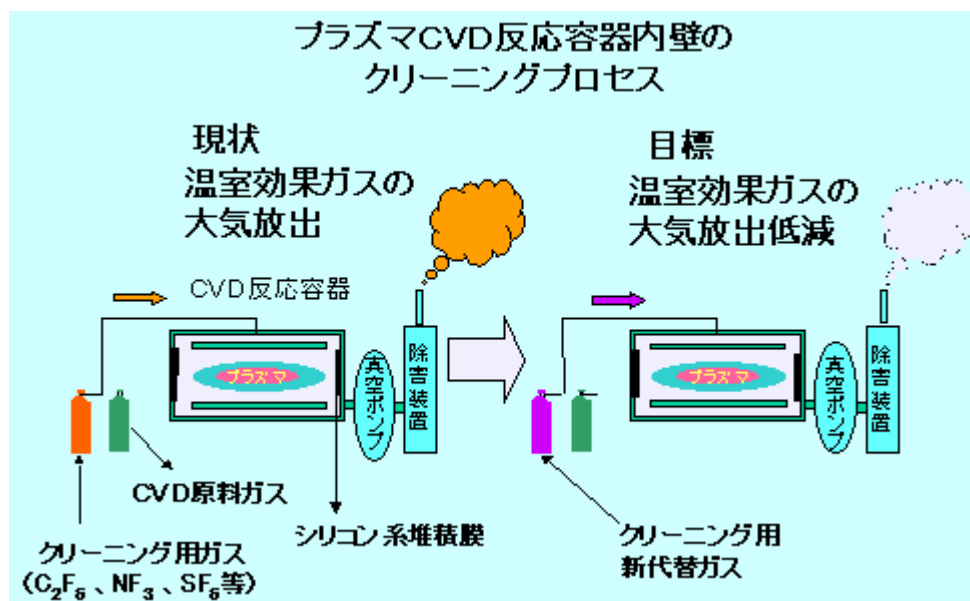 プラズマCVD反応容器内壁の
クリーニングプロセス
現状
温室効果ガスの
大気放出
目標
温室効果ガスの
大気放出低減
CVD反応容器
プラズマ
真空ポンプ
除害装置
プラズマ
真空ポンプ
除害装置
CVD原料ガス
シリコン系堆積膜
クリーニング用ガス
(C₂F₆、NF₃、SF₆等)
クリーニング用
新代替ガス